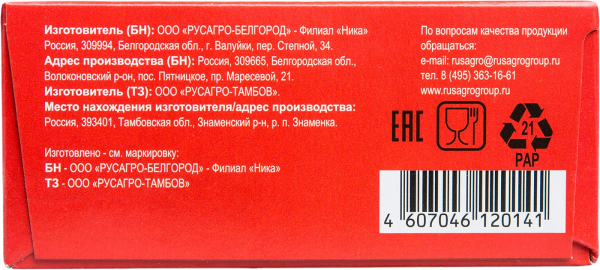 Изготовитель (БН): ООО «РУСАГРО-БЕЛГОРОД» - Филиал «Ника»
Россия, 309994, Белгородская обл., г. Валуйки, пер. Степной, 34.
Адрес производства (БН): Россия, 309665, Белгородская обл.,
Волоконовский р-он, пос. Пятницкое, пр. Маресевой, 21.
Изготовитель (ТЗ): ООО «РУСАГРО-ТАМБОВ».
Место нахождения изготовителя/адрес производства:
Россия, 393401, Тамбовская обл., Знаменский р-н, р. п. Знаменка.
Изготовлено - см. маркировку:
БН - ООО «РУСАГРО-БЕЛГОРОД» - Филиал «Ника»
ТЗ - ООО «РУСАГРО-ТАМБОВ»
По вопросам качества продукции
обращаться:
e-mail: rusagro@rusagrogroup.ru
тел. 8 (495) 363-16-61
www.rusagrogroup.ru
EAC
21
PAP
4 607046 120141